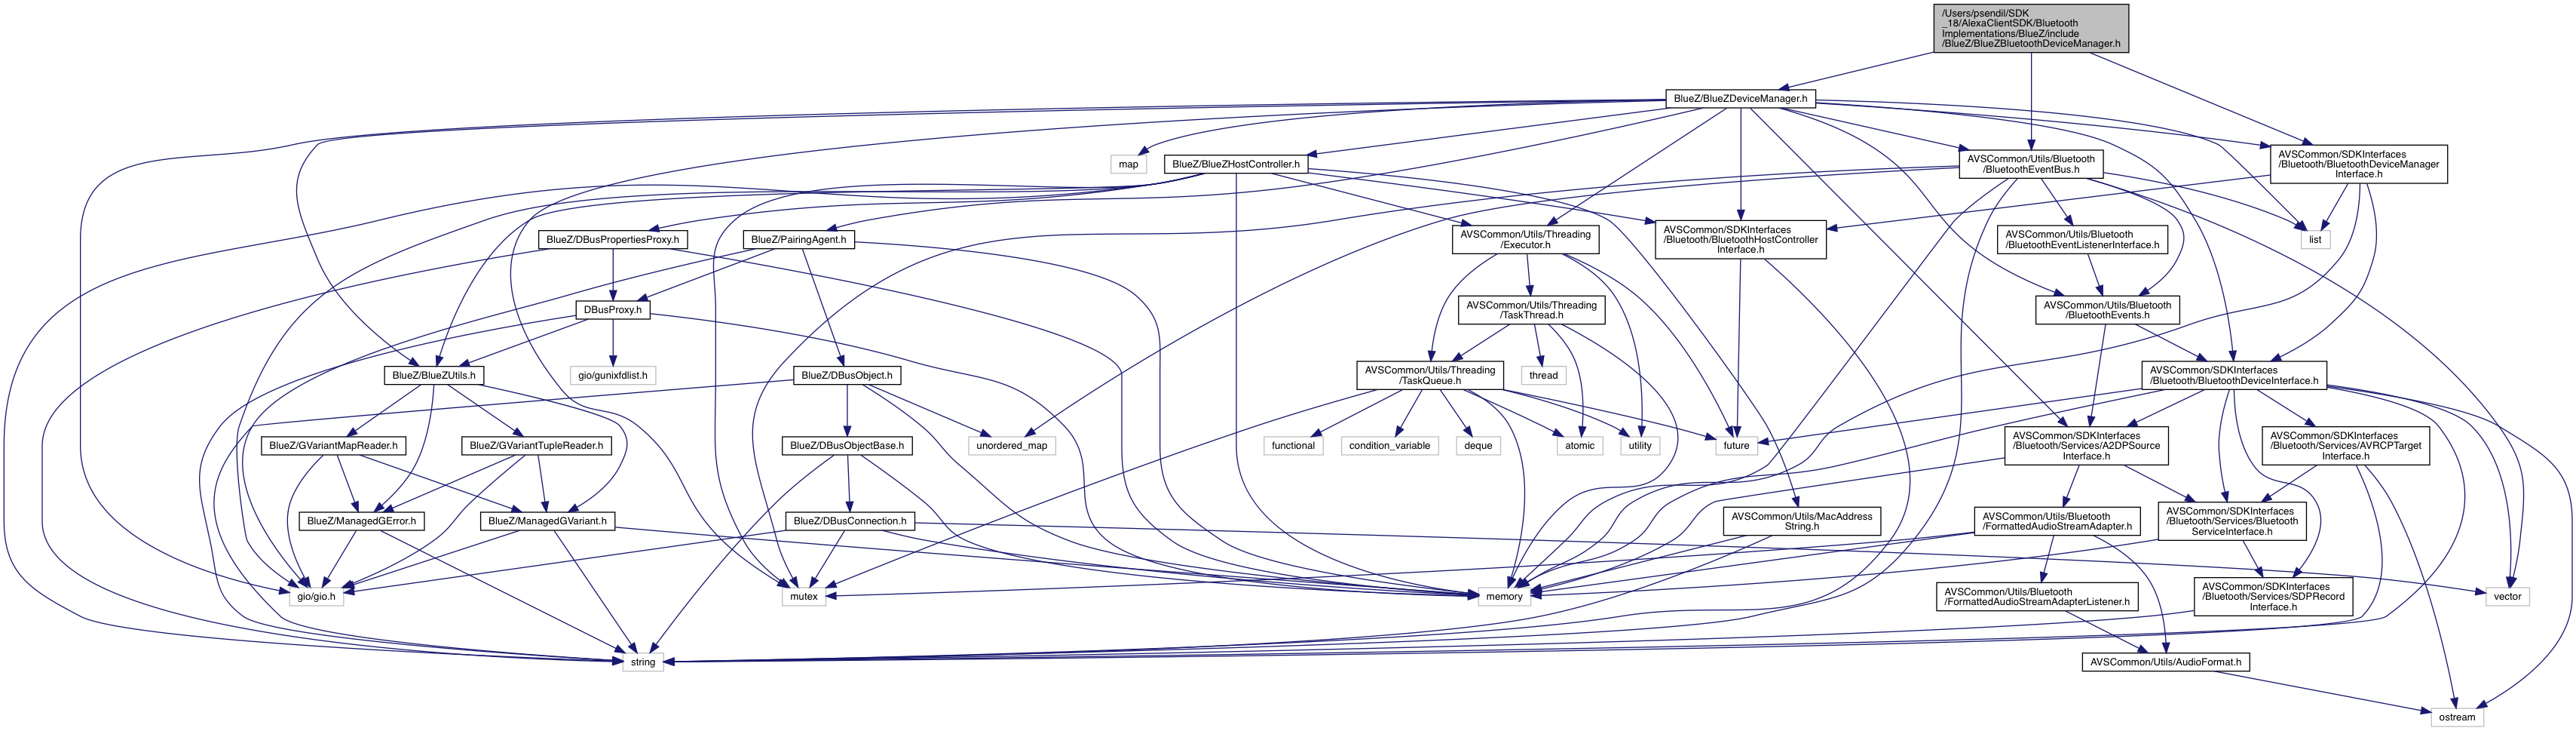 /Users/psendil/SDK
_18/AlexaClientSDK/Bluetooth
Implementations/BlueZ/include
/BlueZ/BlueZBluetoothDeviceManager.h
BlueZ/BlueZDeviceManager.h
map
BlueZ/BlueZHostController.h
AVSCommon/Utils/Bluetooth
/BluetoothEventBus.h
AVSCommon/SDKInterfaces
/Bluetooth/BluetoothDeviceManager
Interface.h
BlueZ/DBusPropertiesProxy.h
BlueZ/PairingAgent.h
AVSCommon/Utils/Threading
/Executor.h
AVSCommon/SDKInterfaces
/Bluetooth/BluetoothHostController
Interface.h
AVSCommon/Utils/Bluetooth
/BluetoothEventListenerInterface.h
list
DBusProxy.h
AVSCommon/Utils/Threading
/TaskThread.h
AVSCommon/Utils/Bluetooth
/BluetoothEvents.h
BlueZ/BlueZUtils.h
gio/gunixfdlist.h
BlueZ/DBusObject.h
AVSCommon/Utils/Threading
/TaskQueue.h
thread
AVSCommon/SDKInterfaces
/Bluetooth/BluetoothDeviceInterface.h
BlueZ/GVariantMapReader.h
BlueZ/GVariantTupleReader.h
BlueZ/DBusObjectBase.h
unordered_map
functional
condition_variable
deque
atomic
utility
future
AVSCommon/SDKInterfaces
/Bluetooth/Services/A2DPSource
Interface.h
AVSCommon/SDKInterfaces
/Bluetooth/Services/AVRCPTarget
Interface.h
BlueZ/ManagedGError.h
BlueZ/ManagedGVariant.h
BlueZ/DBusConnection.h
AVSCommon/Utils/MacAddress
String.h
AVSCommon/Utils/Bluetooth
/FormattedAudioStreamAdapter.h
AVSCommon/SDKInterfaces
/Bluetooth/Services/Bluetooth
ServiceInterface.h
gio/gio.h
mutex
memory
AVSCommon/Utils/Bluetooth
/FormattedAudioStreamAdapterListener.h
AVSCommon/SDKInterfaces
/Bluetooth/Services/SDPRecord
Interface.h
vector
string
AVSCommon/Utils/AudioFormat.h
ostream